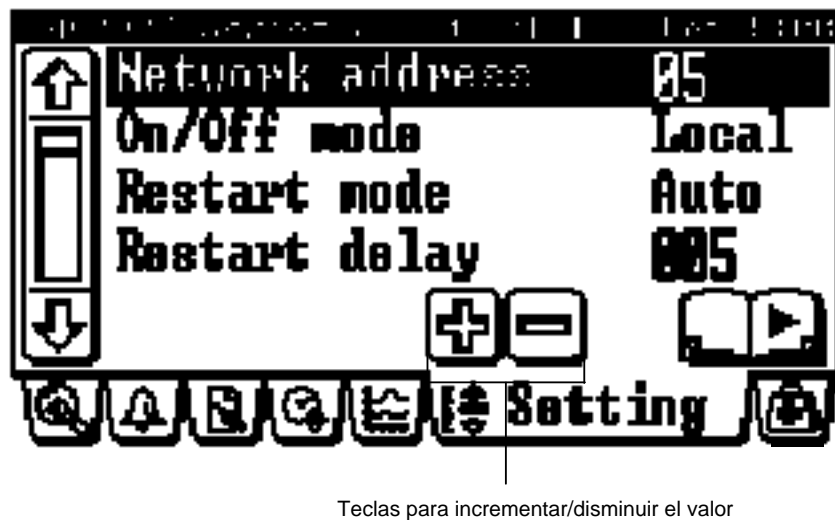 Network address 05
On/Off mode Local
Restart mode Auto
Restart delay 005
Setting
Teclas para incrementar/disminuir el valor